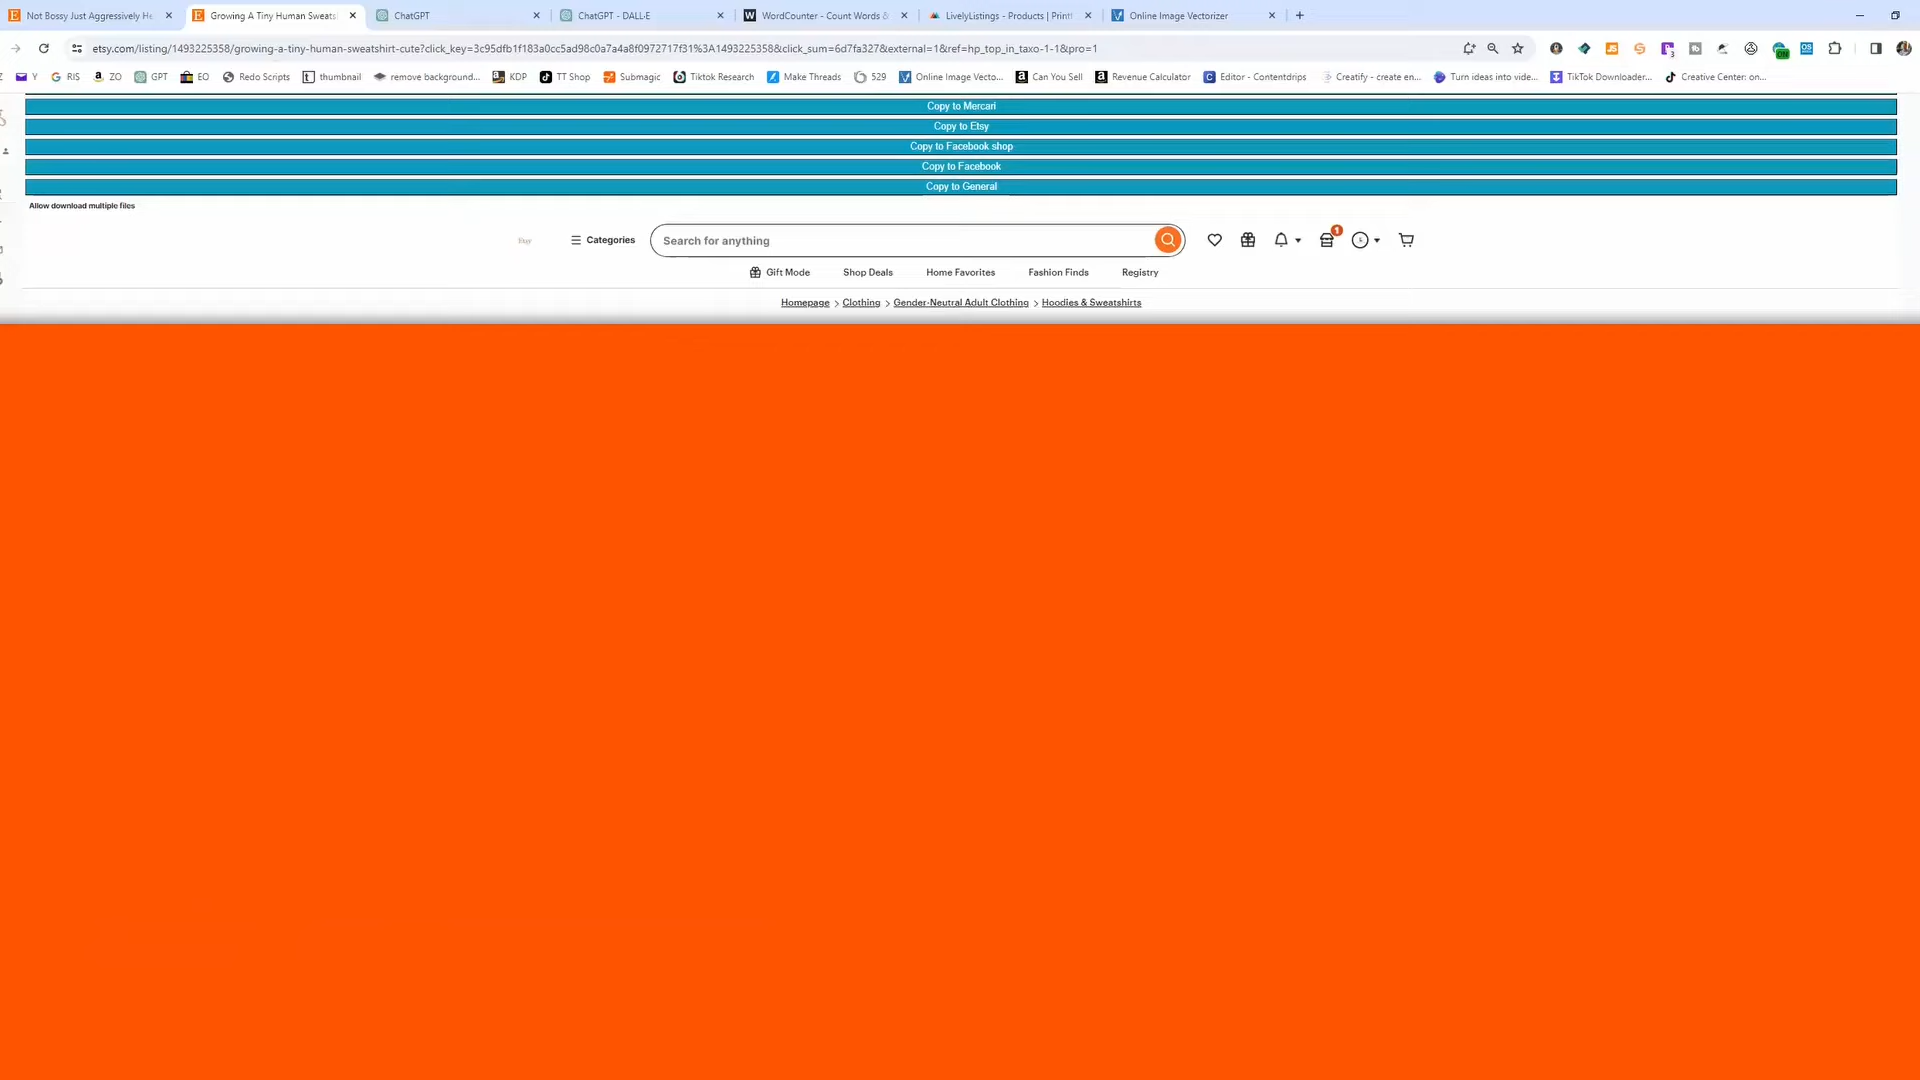 Not Bossy Just Aggressively He
Growing A Tiny Human Sweats
ChatGPT
ChatGPT - DALL·E
WordCounter - Count Words &
LivelyListings - Products | Print
Online Image Vectorizer
etsy.com/listing/1493225358/growing-a-tiny-human-sweatshirt-cute?click_key=3c95dfb1f183a0cc5ad98c0a7a4a8f0972717f31%3A1493225358&click_sum=6d7fa327&external=1&ref=hp_top_in_taxo-1-1&pro=1
Y RIS ZO GPT EO Redo Scripts thumbnail remove background... KDP TT Shop Submagic Tiktok Research Make Threads 529 Online Image Vecto... Can You Sell Revenue Calculator Editor - Contentdrips Creatify - create en... Turn ideas into vide... TikTok Downloader... Creative Center: on...
Copy to Mercari
Copy to Etsy
Copy to Facebook shop
Copy to Facebook
Copy to General
Allow download multiple files
Etsy
Categories
Search for anything
1
Gift Mode Shop Deals Home Favorites Fashion Finds Registry
Homepage > Clothing > Gender-Neutral Adult Clothing > Hoodies & Sweatshirts